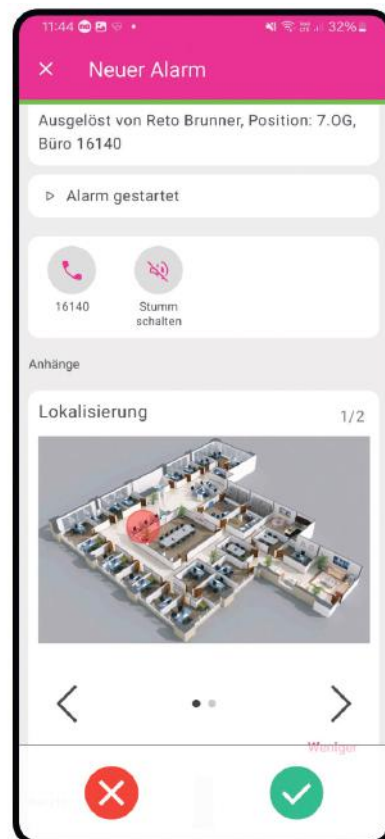 11:44
32%
Neuer Alarm
Ausgelöst von Reto Brunner, Position: 7.OG,
Büro 16140
Alarm gestartet
16140
Stumm
schalten
Anhänge
Lokalisierung
1/2
Weniger